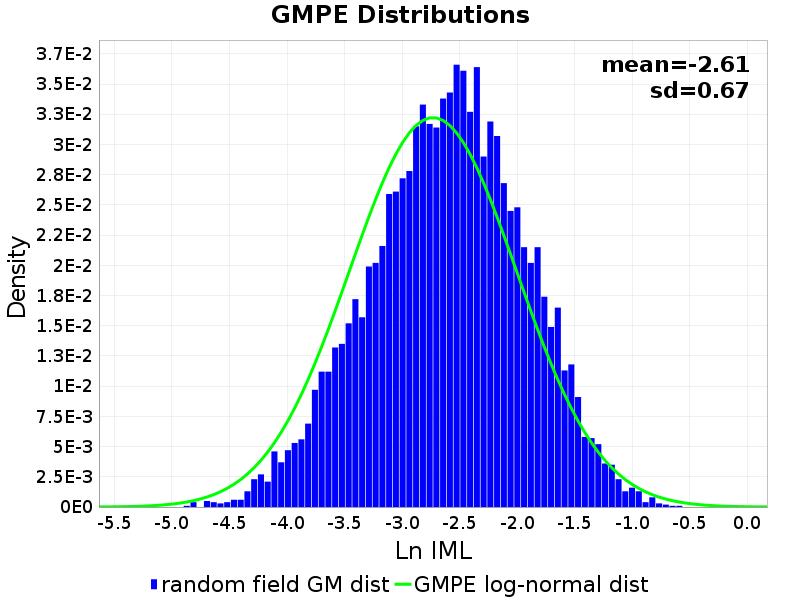 GMPE Distributions
mean=-2.61
sd=0.67
3.7E-2
3.5E-2
3.3E-2
3E-2
2.8E-2
2.5E-2
2.2E-2
2E-2
1.8E-2
1.5E-2
1.3E-2
1E-2
7.5E-3
5E-3
2.5E-3
0E0
Density
-5.5 -5.0 -4.5 -4.0 -3.5 -3.0 -2.5 -2.0 -1.5 -1.0 -0.5 0.0
Ln IML
random field GM dist GMPE log-normal dist